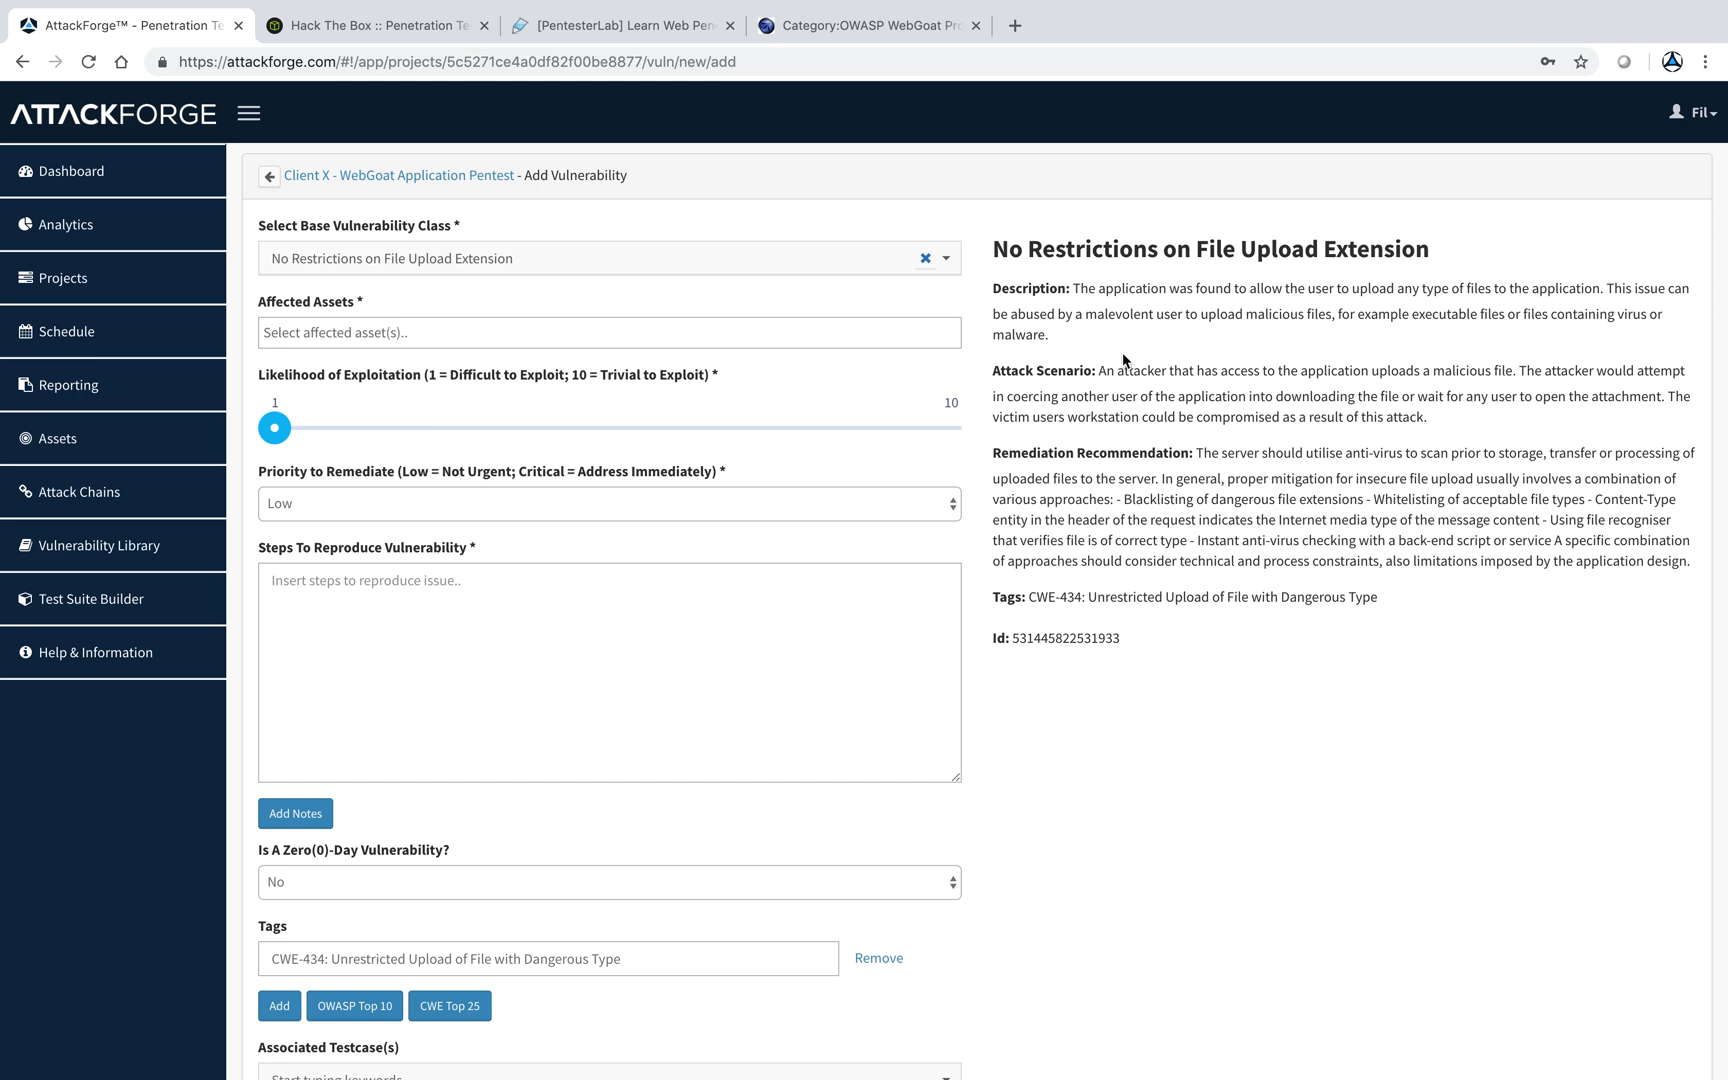 AttackForge™ - Penetration Te
Hack The Box :: Penetration Te
[PentesterLab] Learn Web Pen
Category:OWASP WebGoat Pro
https://attackforge.com/#!/app/projects/5c5271ce4a0df82f00be8877/vuln/new/add
ATTACKFORGE
Fil
Dashboard
Analytics
Projects
Schedule
Reporting
Assets
Attack Chains
Vulnerability Library
Test Suite Builder
Help & Information
Client X - WebGoat Application Pentest - Add Vulnerability
Select Base Vulnerability Class *
No Restrictions on File Upload Extension
Affected Assets *
Select affected asset(s)..
Likelihood of Exploitation (1 = Difficult to Exploit; 10 = Trivial to Exploit) *
1
10
Priority to Remediate (Low = Not Urgent; Critical = Address Immediately) *
Low
Steps To Reproduce Vulnerability *
Insert steps to reproduce issue..
Add Notes
Is A Zero(0)-Day Vulnerability?
No
Tags
CWE-434: Unrestricted Upload of File with Dangerous Type
Remove
Add
OWASP Top 10
CWE Top 25
Associated Testcase(s)
Start typing keywords
No Restrictions on File Upload Extension
Description: The application was found to allow the user to upload any type of files to the application. This issue can
be abused by a malevolent user to upload malicious files, for example executable files or files containing virus or
malware.
Attack Scenario: An attacker that has access to the application uploads a malicious file. The attacker would attempt
in coercing another user of the application into downloading the file or wait for any user to open the attachment. The
victim users workstation could be compromised as a result of this attack.
Remediation Recommendation: The server should utilise anti-virus to scan prior to storage, transfer or processing of
uploaded files to the server. In general, proper mitigation for insecure file upload usually involves a combination of
various approaches: - Blacklisting of dangerous file extensions - Whitelisting of acceptable file types - Content-Type
entity in the header of the request indicates the Internet media type of the message content - Using file recogniser
that verifies file is of correct type - Instant anti-virus checking with a back-end script or service A specific combination
of approaches should consider technical and process constraints, also limitations imposed by the application design.
Tags: CWE-434: Unrestricted Upload of File with Dangerous Type
Id: 531445822531933